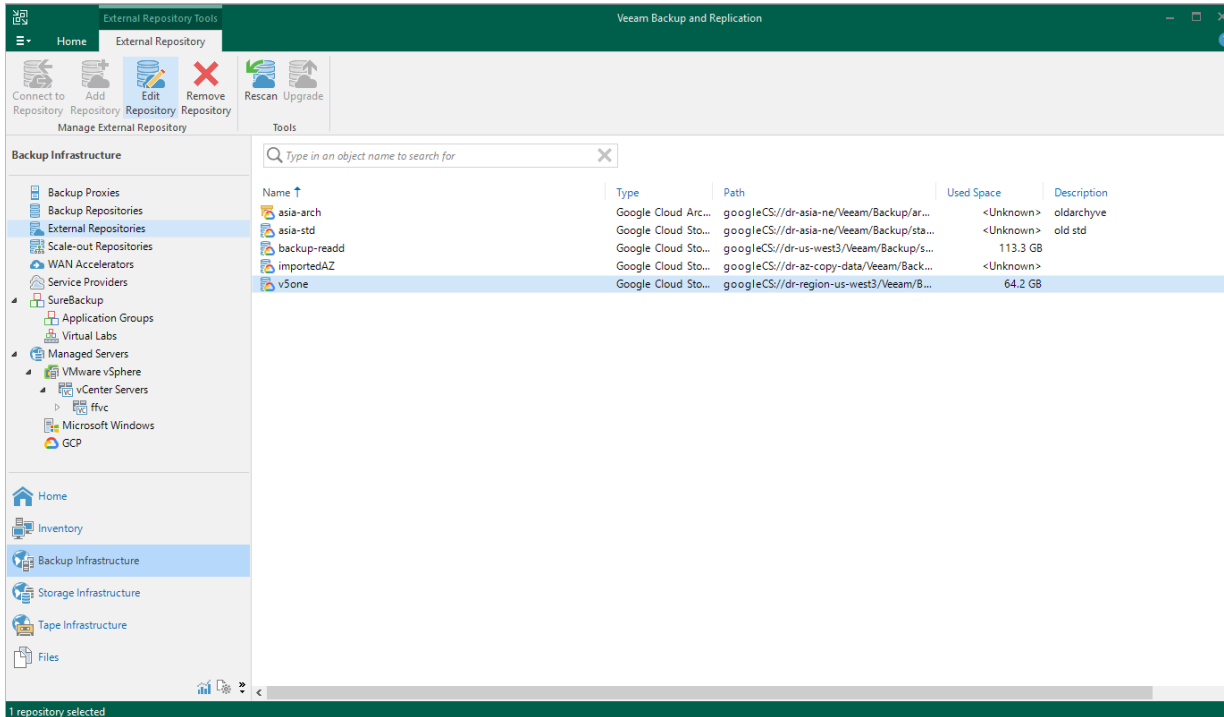 External Repository Tools
Veeam Backup and Replication
Home External Repository
Connect to Repository
Add Repository
Edit Repository
Remove Repository
Rescan
Upgrade
Manage External Repository
Tools
Backup Infrastructure
Type in an object name to search for
Backup Proxies
Backup Repositories
External Repositories
Scale-out Repositories
WAN Accelerators
Service Providers
SureBackup
Application Groups
Virtual Labs
Managed Servers
VMware vSphere
vCenter Servers
ffvc
Microsoft Windows
GCP
Name Type Path Used Space Description
asia-arch Google Cloud Arc... googleCS://dr-asia-ne/Veeam/Backup/ar... <Unknown> oldarchyve
asia-std Google Cloud Sto... googleCS://dr-asia-ne/Veeam/Backup/sta... <Unknown> old std
backup-readd Google Cloud Sto... googleCS://dr-us-west3/Veeam/Backup/s... 113.3 GB
importedAZ Google Cloud Sto... googleCS://dr-az-copy-data/Veeam/Back... <Unknown>
v5one Google Cloud Sto... googleCS://dr-region-us-west3/Veeam/B... 64.2 GB
Home
Inventory
Backup Infrastructure
Storage Infrastructure
Tape Infrastructure
Files
1 repository selected